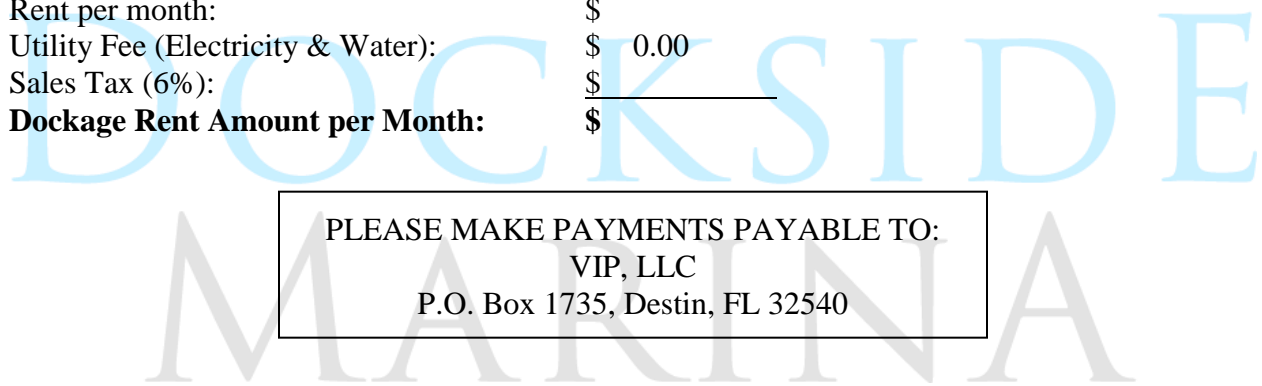 Rent per month: $
Utility Fee (Electricity & Water): $ 0.00
Sales Tax (6%): $
Dockage Rent Amount per Month: $
DOCKSIDE
MARINA
PLEASE MAKE PAYMENTS PAYABLE TO:
VIP, LLC
P.O. Box 1735, Destin, FL 32540